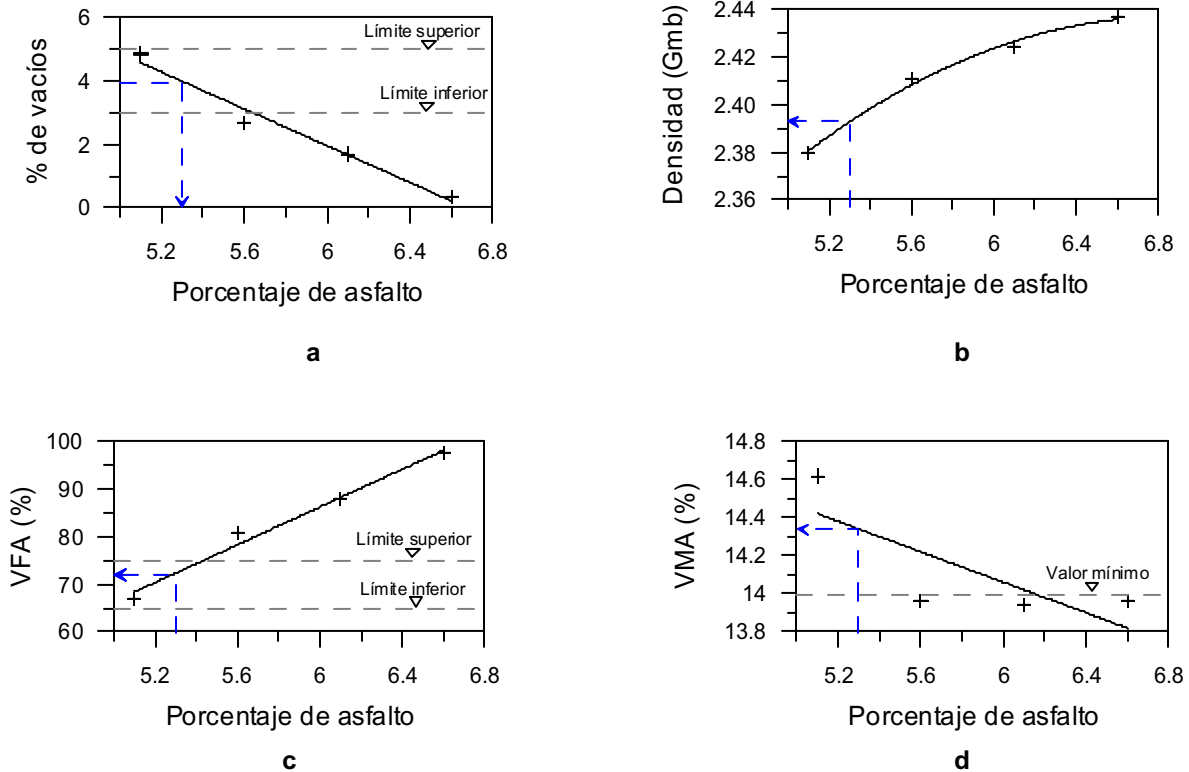 6
4
2
0
% de vacíos
Límite superior
Límite inferior
5.2 5.6 6 6.4 6.8
Porcentaje de asfalto
a
2.44
2.42
2.40
2.38
2.36
Densidad (Gmb)
5.2 5.6 6 6.4 6.8
Porcentaje de asfalto
b
100
90
80
70
60
VFA (%)
Límite superior
Límite inferior
5.2 5.6 6 6.4 6.8
Porcentaje de asfalto
c
14.8
14.6
14.4
14.2
14
13.8
VMA (%)
Valor mínimo
5.2 5.6 6 6.4 6.8
Porcentaje de asfalto
d